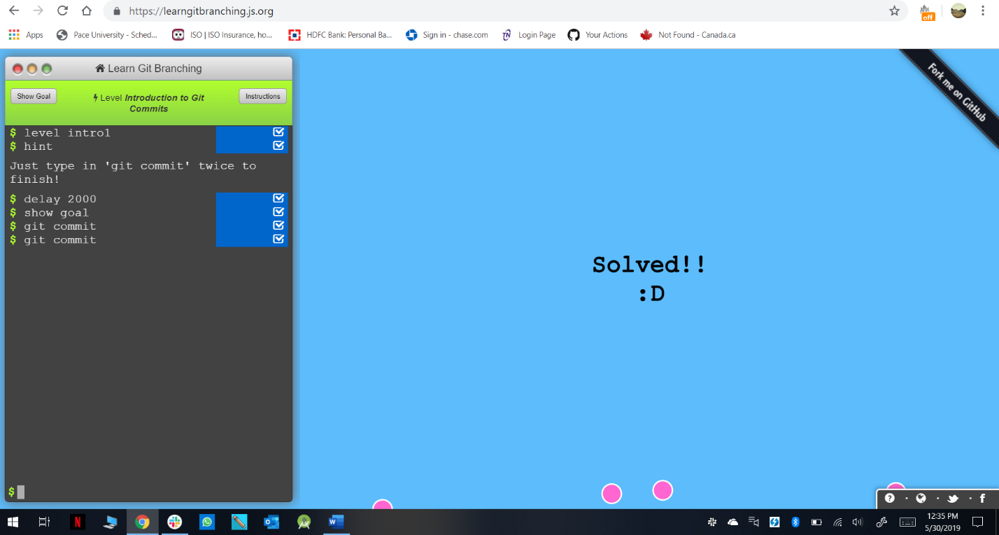 https://learngitbranching.js.org
off
Apps
Pace University - Sched...
ISO | ISO Insurance, ho...
HDFC Bank: Personal Ba...
Sign in - chase.com
Login Page
Your Actions
Not Found - Canada.ca
Learn Git Branching
Show Goal
Level Introduction to Git
Commits
Instructions
$ level intro1
$ hint
Just type in 'git commit' twice to
finish!
$ delay 2000
$ show goal
$ git commit
$ git commit
$
Solved!!
:D
Fork me on GitHub
12:35 PM
5/30/2019